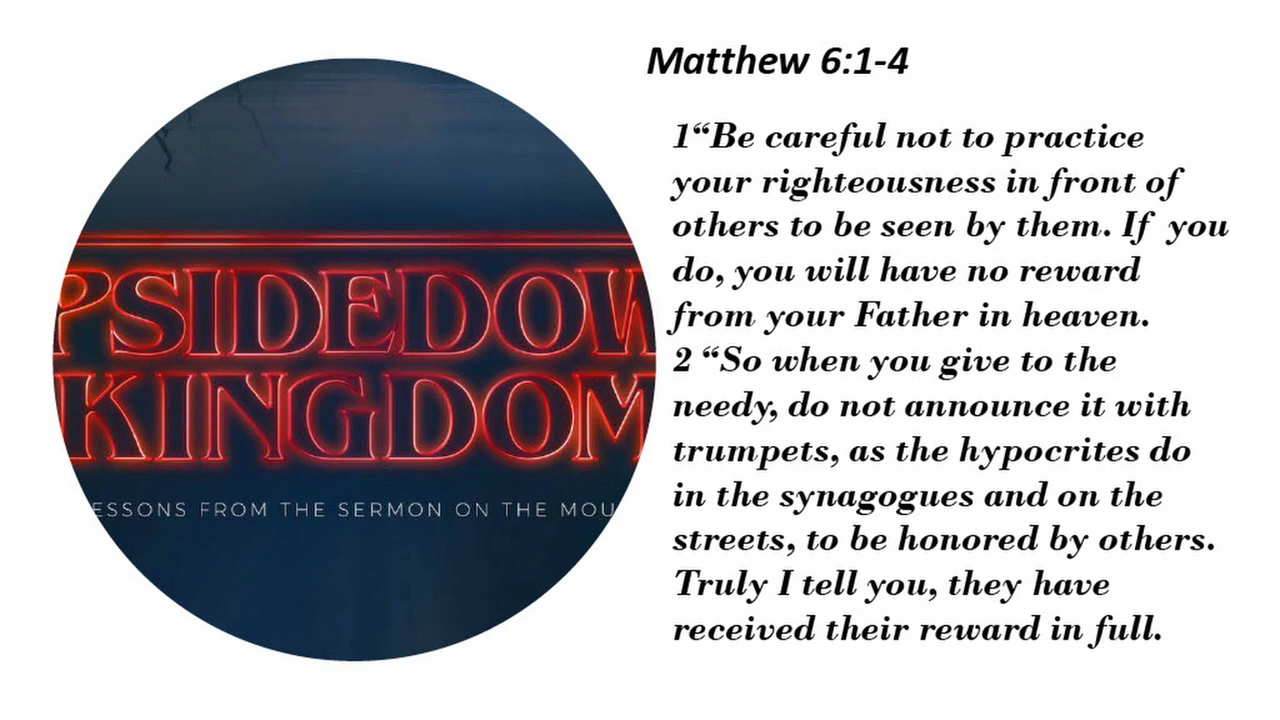 PSIDEDOW
KINGDOM
ESSONS FROM THE SERMON ON THE MOU
Matthew 6:1-4
1“Be careful not to practice
your righteousness in front of
others to be seen by them. If you
do, you will have no reward
from your Father in heaven.
2 “So when you give to the
needy, do not announce it with
trumpets, as the hypocrites do
in the synagogues and on the
streets, to be honored by others.
Truly I tell you, they have
received their reward in full.